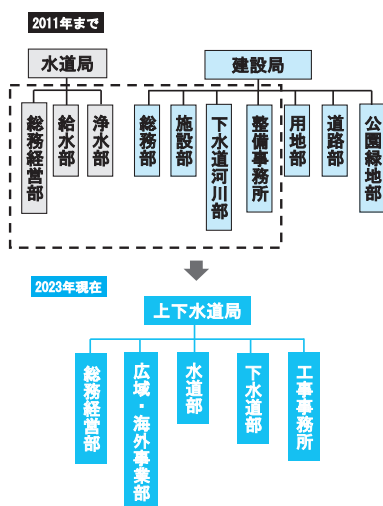 2011年まで
水道局
建設局
総務経営部
給水部
浄水部
総務部
施設部
下水道河川部
整備事務所
用地部
道路部
公園緑地部
2023年現在
上下水道局
総務経営部
広域・海外事業部
水道部
下水道部
工事事務所